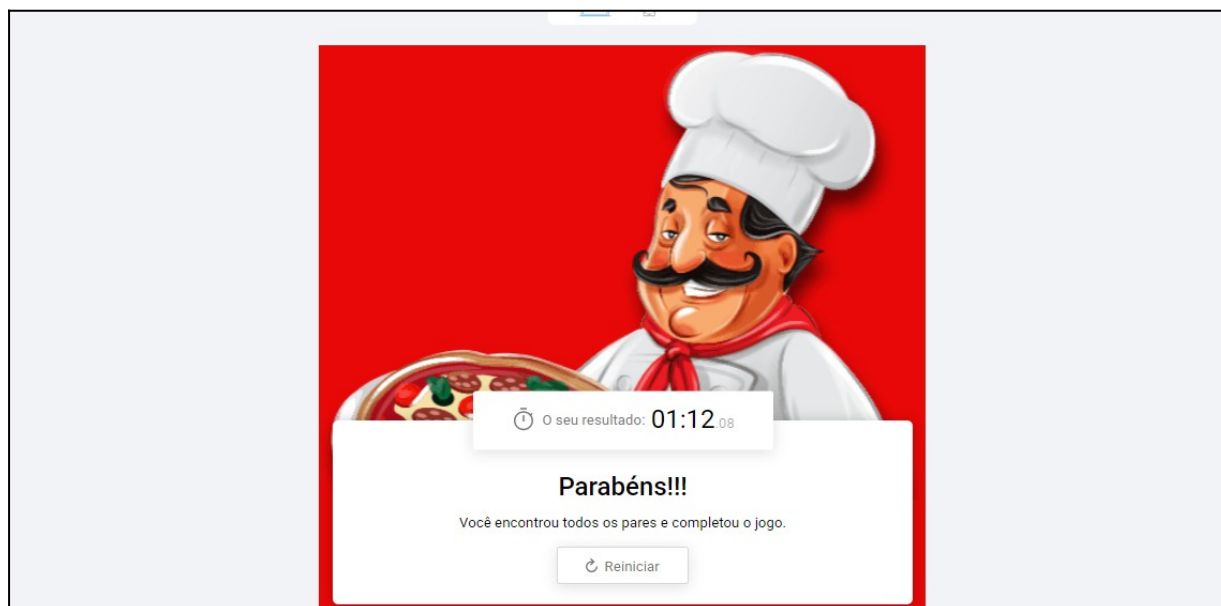 O seu resultado: 01:12.08
Parabéns!!!
Você encontrou todos os pares e completou o jogo.
Reiniciar